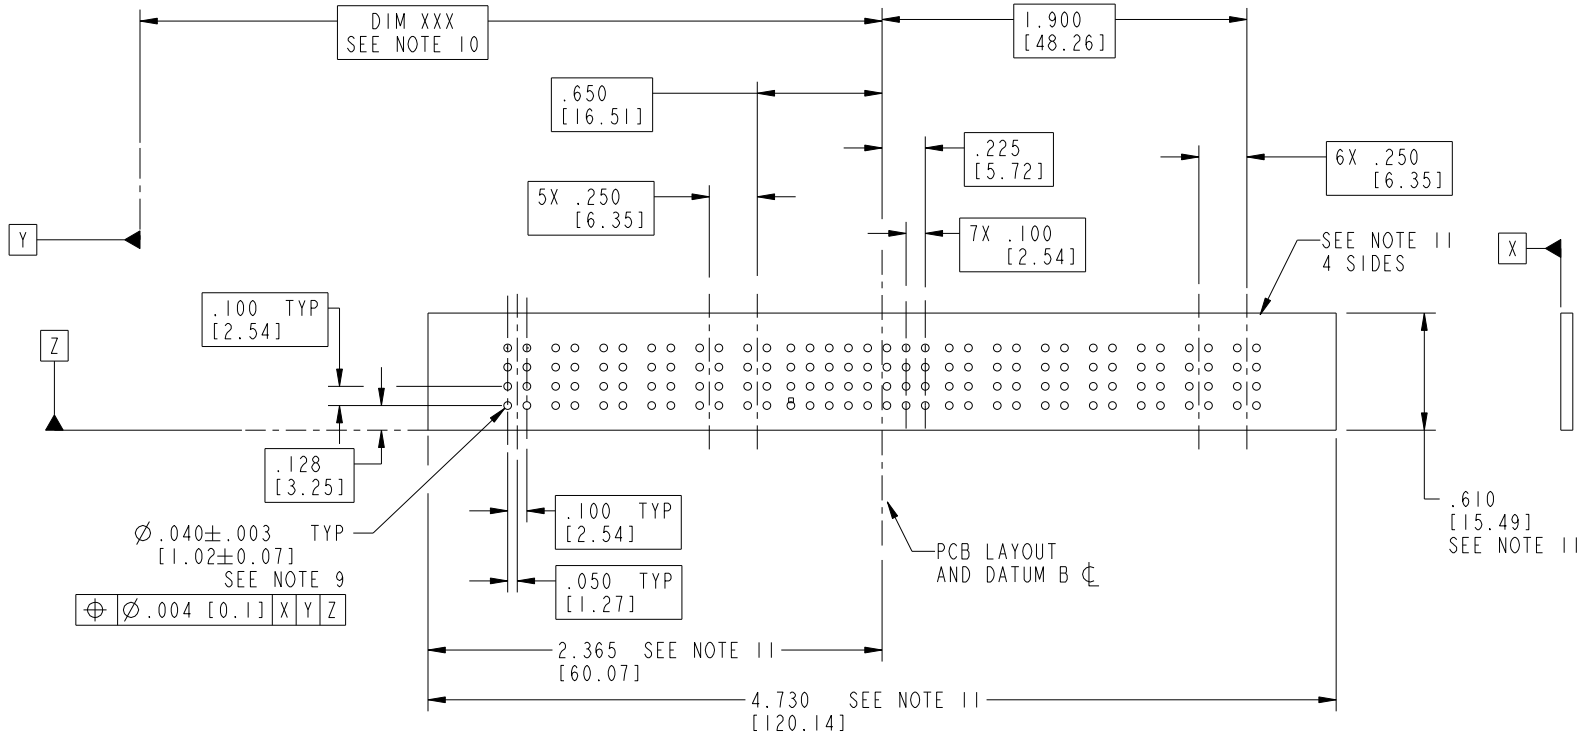 DIM XXX
SEE NOTE 10
1.900
[48.26]
.650
[16.51]
.225
[5.72]
6X .250
[6.35]
5X .250
[6.35]
7X .100
[2.54]
Y
SEE NOTE 11
4 SIDES
X
.100 TYP
[2.54]
Z
.128
[3.25]
.100 TYP
[2.54]
.610
[15.49]
SEE NOTE 11
Ø.040±.003 TYP
[1.02±0.07]
SEE NOTE 9
⌖ Ø.004 [0.1] X Y Z
PCB LAYOUT
AND DATUM B ℄
.050 TYP
[1.27]
2.365 SEE NOTE 11
[60.07]
4.730 SEE NOTE 11
[120.14]